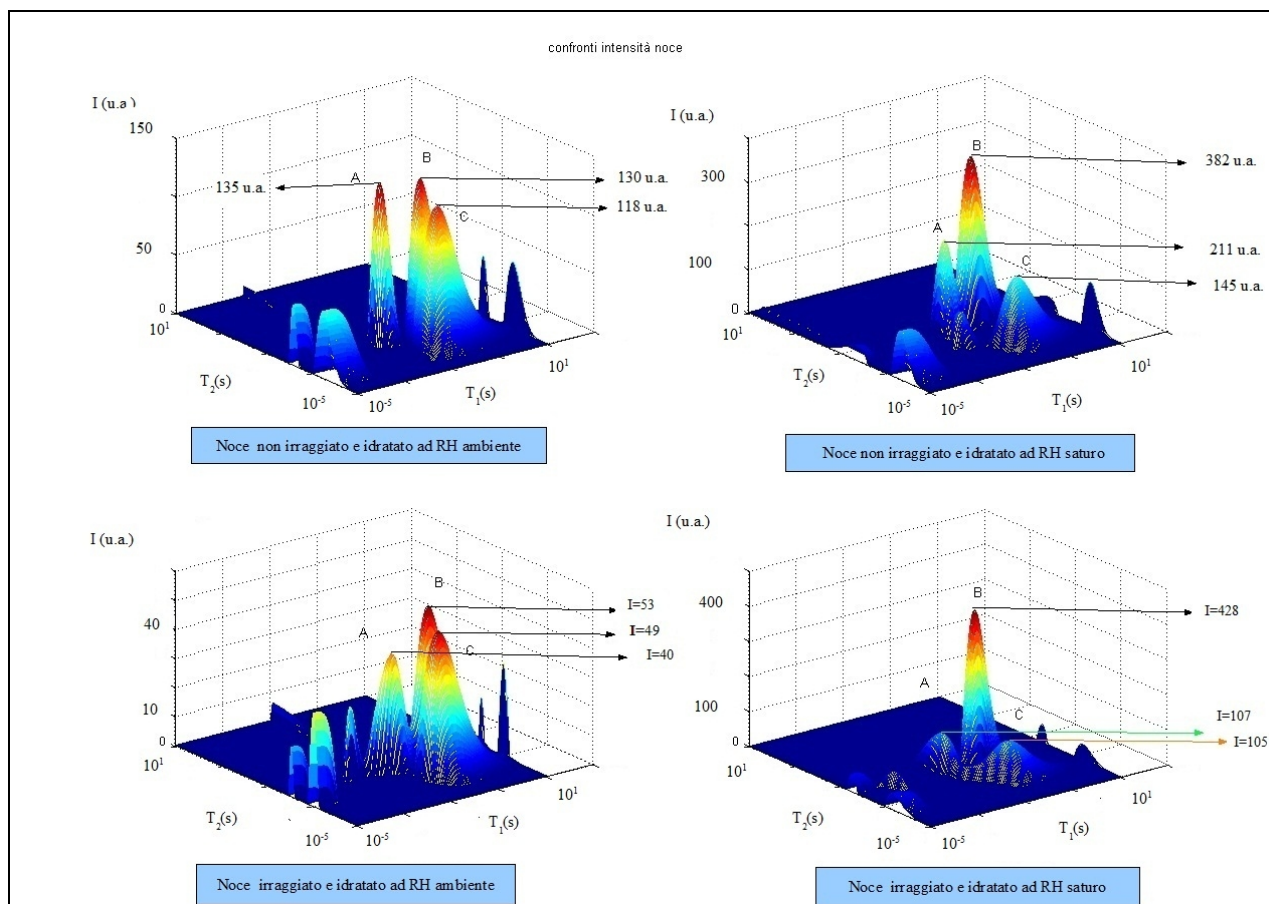 confronti intensità noce
I (u.a.)
150
50
0
10¹
T₂(s)
10⁻⁵
10⁻⁵
T₁(s)
10¹
A
B
C
135 u.a.
130 u.a.
118 u.a.
Noce non irraggiato e idratato ad RH ambiente
I (u.a.)
300
100
0
10¹
T₂(s)
10⁻⁵
10⁻⁵
T₁(s)
10¹
B
A
C
382 u.a.
211 u.a.
145 u.a.
Noce non irraggiato e idratato ad RH saturo
I (u.a.)
40
10
0
10¹
T₂(s)
10⁻⁵
10⁻⁵
T₁(s)
10¹
B
A
C
I=53
I=49
I=40
Noce irraggiato e idratato ad RH ambiente
I (u.a.)
400
100
0
10¹
T₂(s)
10⁻⁵
10⁻⁵
T₁(s)
10¹
B
A
C
I=428
I=107
I=105
Noce irraggiato e idratato ad RH saturo